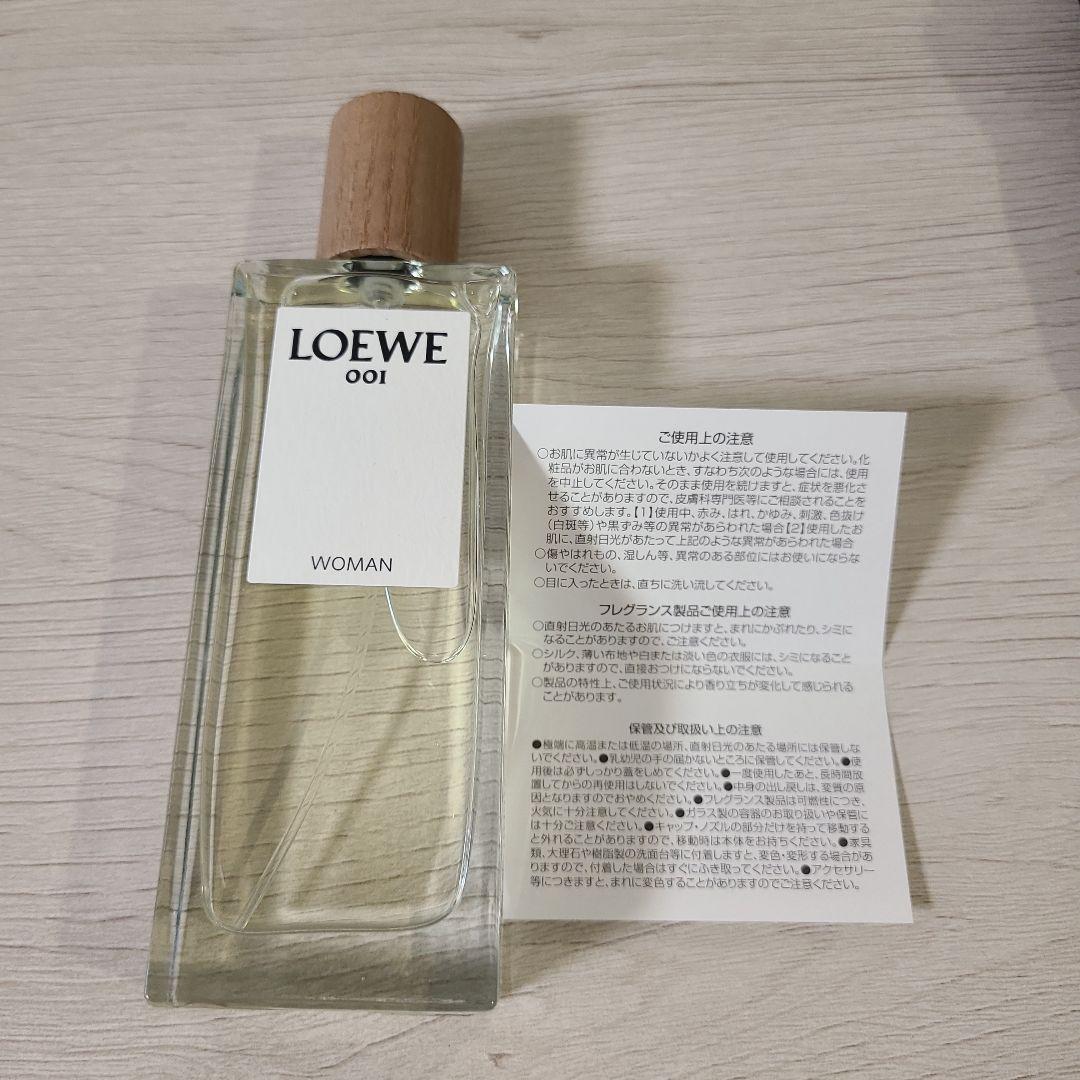 LOEWE
001
WOMAN
ご使用上の注意
○お肌に異常が生じていないかよく注意して使用してください。化
粧品がお肌に合わないとき、すなわち次のような場合には、使用
を中止してください。そのまま使用を続けますと、症状を悪化さ
せることがありますので、皮膚科専門医等にご相談されることを
おすすめします。【1】使用中、赤み、はれ、かゆみ、刺激、色抜け
(白斑等)や黒ずみ等の異常があらわれた場合【2】使用したお
肌に、直射日光があたって上記のような異常があらわれた場合
○傷やはれもの、湿しん等、異常のある部位にはお使いにならな
いでください。
○目に入ったときは、直ちに洗い流してください。
フレグランス製品ご使用上の注意
○直射日光のあたるお肌につけますと、まれにかぶれたり、シミに
なることがありますので、ご注意ください。
○シルク、薄い布地や白または淡い色の衣服には、シミになること
がありますので、直接おつけにならないでください。
○製品の特性上、ご使用状況により香り立ちが変化して感じられる
ことがあります。
保管及び取扱い上の注意
●極端に高温または低温の場所、直射日光のあたる場所には保管しな
いでください。●乳幼児の手の届かないところに保管してください。●使
用後は必ずしっかり蓋をしめてください。●一度使用したあと、長時間放
置してからの再使用はしないでください。●中身の出し戻しは、変質の原
因となりますのでおやめください。●フレグランス製品は可燃性につき、
火気に十分注意してください。●ガラス製の容器のお取り扱いや保管に
は十分ご注意ください。●キャップ・ノズルの部分だけを持って移動する
と外れることがありますので、移動時は本体をお持ちください。●家具
類、大理石や樹脂製の洗面台等に付着しますと、変色・変形する場合があ
りますので、付着した場合はすぐにふき取ってください。●アクセサリー
等につきますと、まれに変色することがありますのでご注意ください。